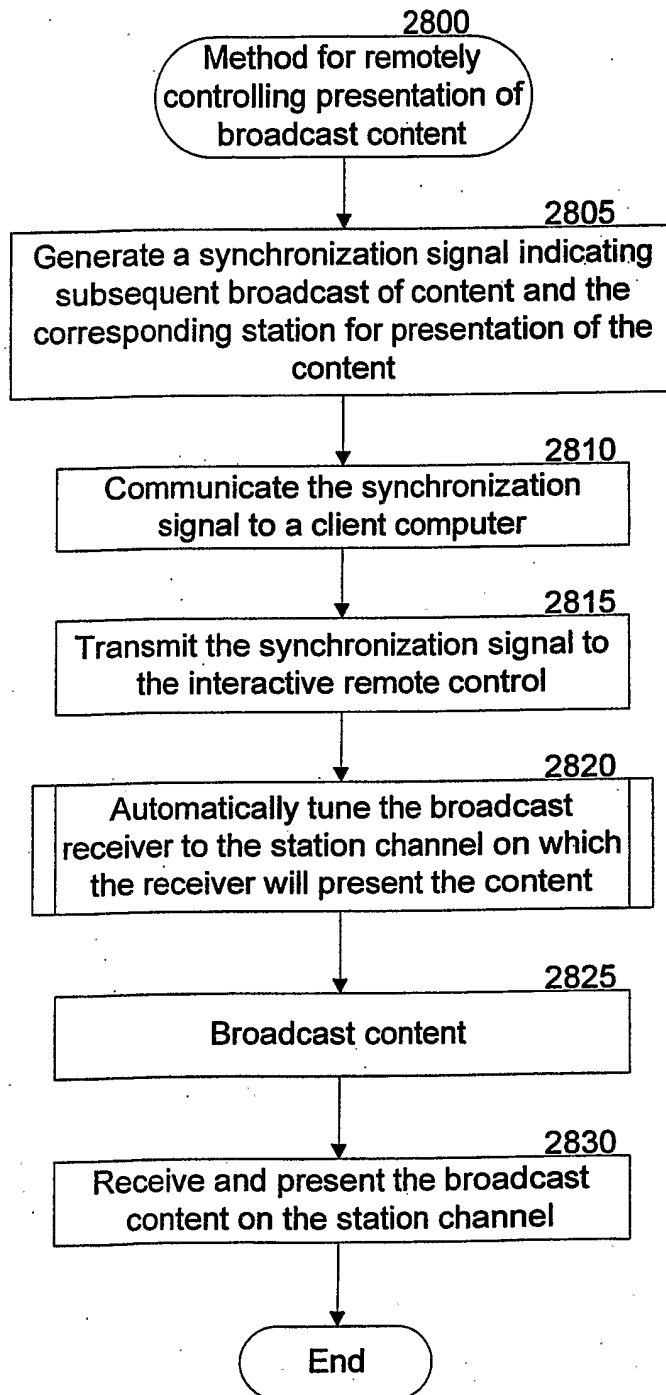 2800
Method for remotely
controlling presentation of
broadcast content
2805
Generate a synchronization signal indicating
subsequent broadcast of content and the
corresponding station for presentation of the
content
2810
Communicate the synchronization
signal to a client computer
2815
Transmit the synchronization signal to
the interactive remote control
2820
Automatically tune the broadcast
receiver to the station channel on which
the receiver will present the content
2825
Broadcast content
2830
Receive and present the broadcast
content on the station channel
End